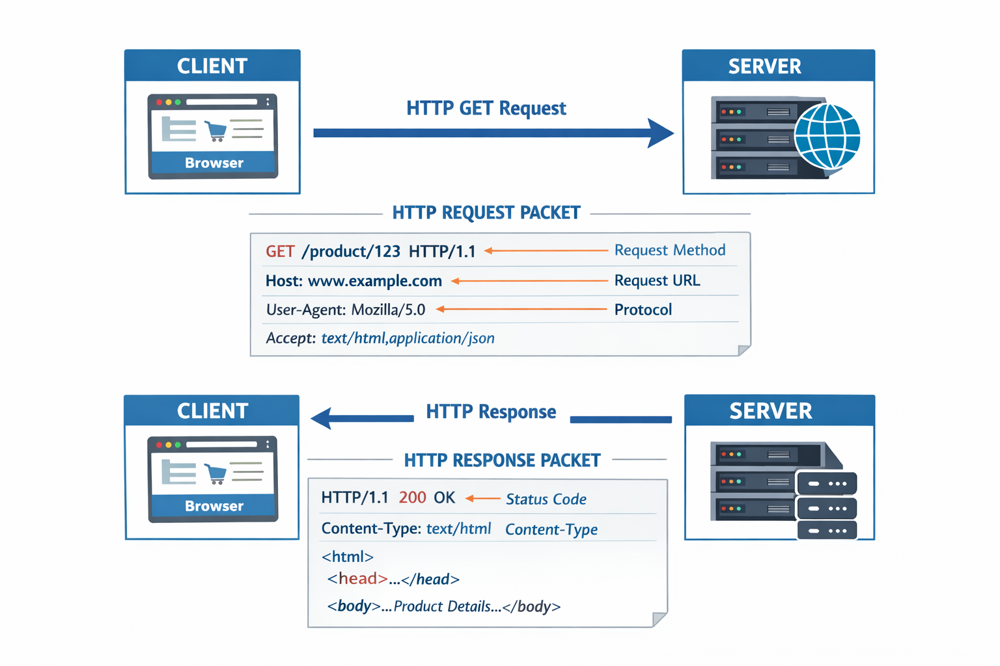 CLIENT
SERVER
HTTP GET Request
Browser
HTTP REQUEST PACKET
GET /product/123 HTTP/1.1 Request Method
Host: www.example.com Request URL
User-Agent: Mozilla/5.0 Protocol
Accept: text/html,application/json
CLIENT
HTTP Response
SERVER
Browser
HTTP RESPONSE PACKET
HTTP/1.1 200 OK Status Code
Content-Type: text/html Content-Type
<html>
<head>...</head>
<body>...Product Details...</body>